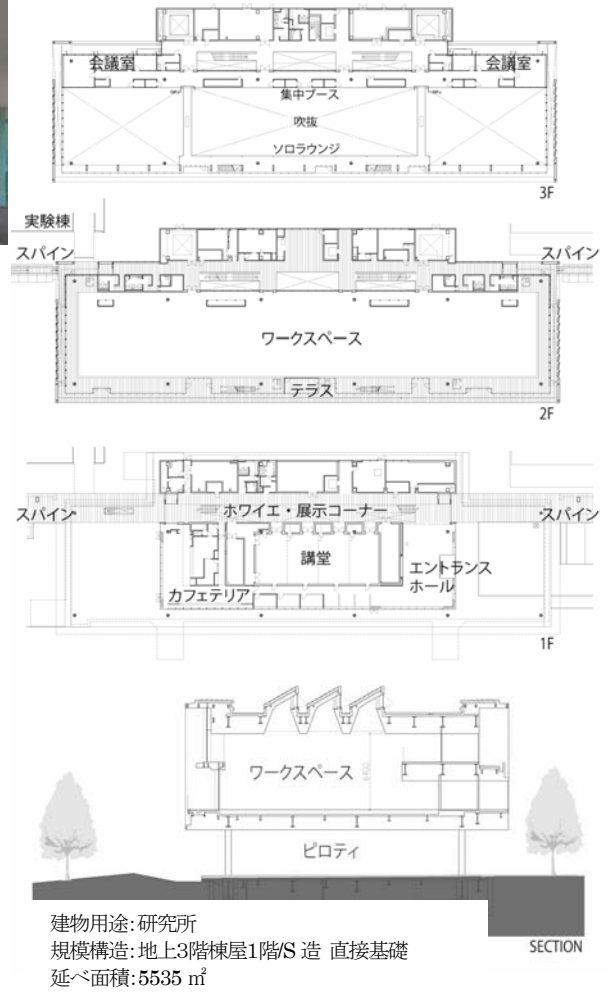 会議室
会議室
集中ブース
吹抜
ソロラウンジ
3F
実験棟
スパイン
スパイン
ワークスペース
テラス
2F
スパイン
ホワイエ・展示コーナー
スパイン
講堂
エントランス
ホール
カフェテリア
1F
ワークスペース
ピロティ
SECTION
建物用途:研究所
規模構造:地上3階棟屋1階/S 造 直接基礎
延べ面積:5535 ㎡